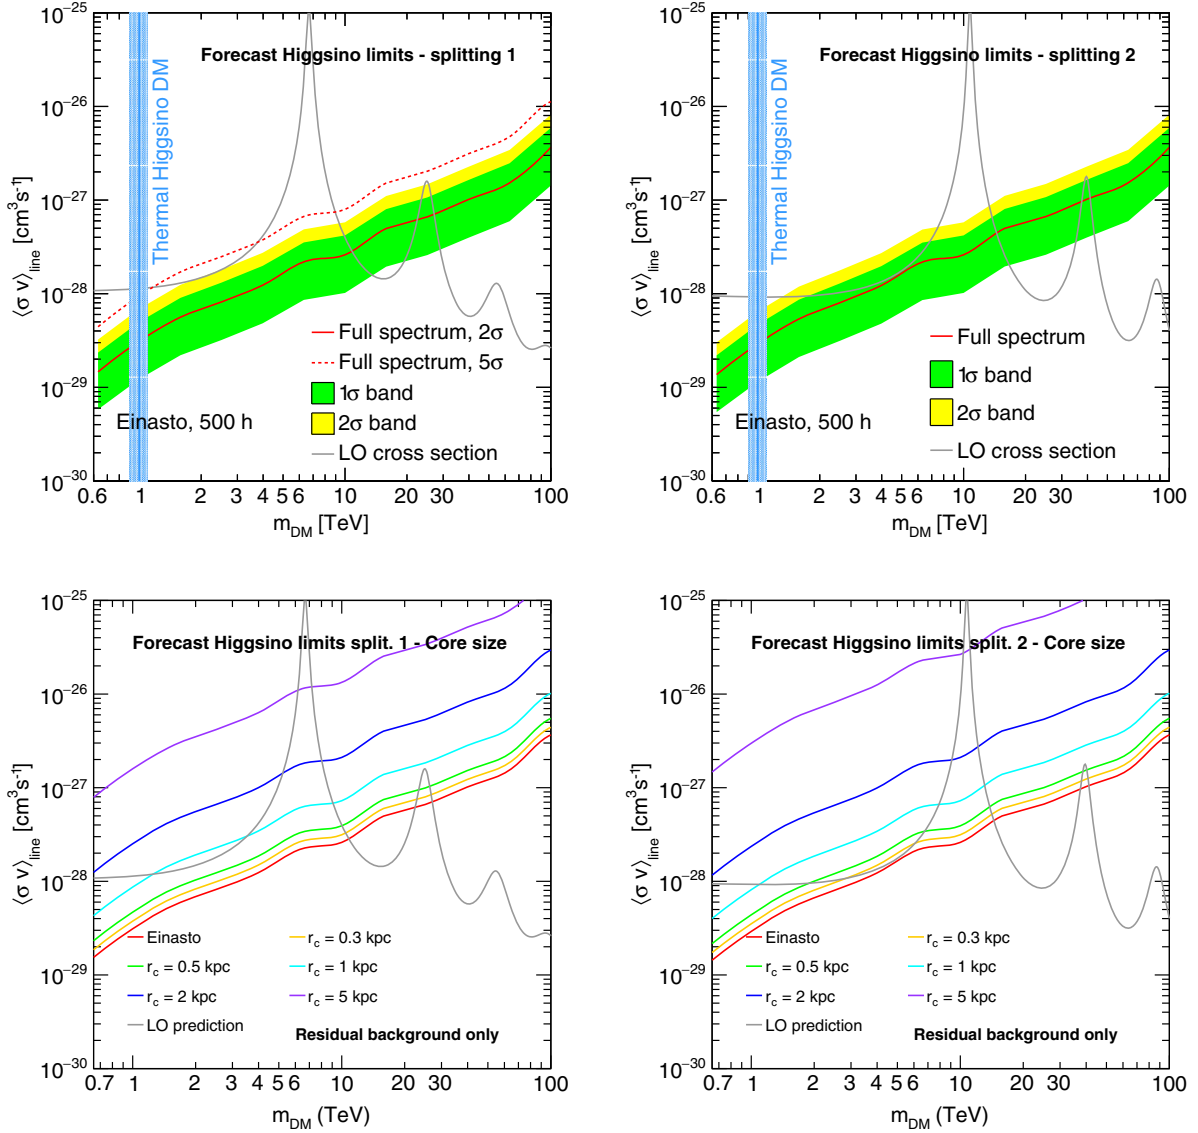 Forecast Higgsino limits - splitting 1
Thermal Higgsino DM
⟨σ v⟩line [cm³s⁻¹]
10⁻²⁵
10⁻²⁶
10⁻²⁷
10⁻²⁸
10⁻²⁹
10⁻³⁰
Full spectrum, 2σ
Full spectrum, 5σ
1σ band
2σ band
LO cross section
Einasto, 500 h
0.6 1 2 3 4 5 6 10 20 30 100
mDM [TeV]
Forecast Higgsino limits - splitting 2
Thermal Higgsino DM
⟨σ v⟩line [cm³s⁻¹]
10⁻²⁵
10⁻²⁶
10⁻²⁷
10⁻²⁸
10⁻²⁹
10⁻³⁰
Full spectrum
1σ band
2σ band
LO cross section
Einasto, 500 h
0.6 1 2 3 4 5 6 10 20 30 100
mDM [TeV]
Forecast Higgsino limits split. 1 - Core size
⟨σ v⟩line [cm³s⁻¹]
10⁻²⁵
10⁻²⁶
10⁻²⁷
10⁻²⁸
10⁻²⁹
10⁻³⁰
Einasto
rc = 0.3 kpc
rc = 0.5 kpc
rc = 1 kpc
rc = 2 kpc
rc = 5 kpc
LO prediction
Residual background only
0.7 1 2 3 4 5 6 10 20 30 100
mDM (TeV)
Forecast Higgsino limits split. 2 - Core size
⟨σ v⟩line [cm³s⁻¹]
10⁻²⁵
10⁻²⁶
10⁻²⁷
10⁻²⁸
10⁻²⁹
10⁻³⁰
Einasto
rc = 0.3 kpc
rc = 0.5 kpc
rc = 1 kpc
rc = 2 kpc
rc = 5 kpc
LO prediction
Residual background only
0.7 1 2 3 4 5 6 10 20 30 100
mDM (TeV)